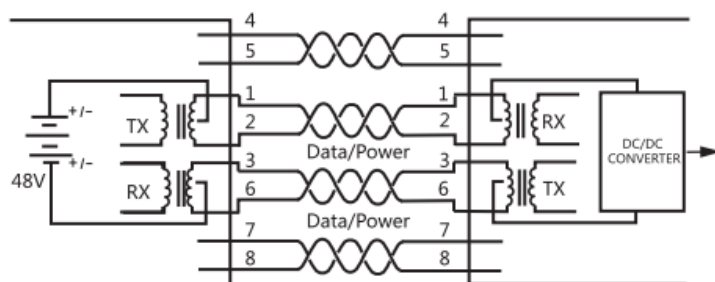 4 4
5 5
1 1
+/−
TX 2 2 RX
Data/Power
DC/DC
CONVERTER
3 3
+/−
48V RX 6 6 TX
Data/Power
7 7
8 8